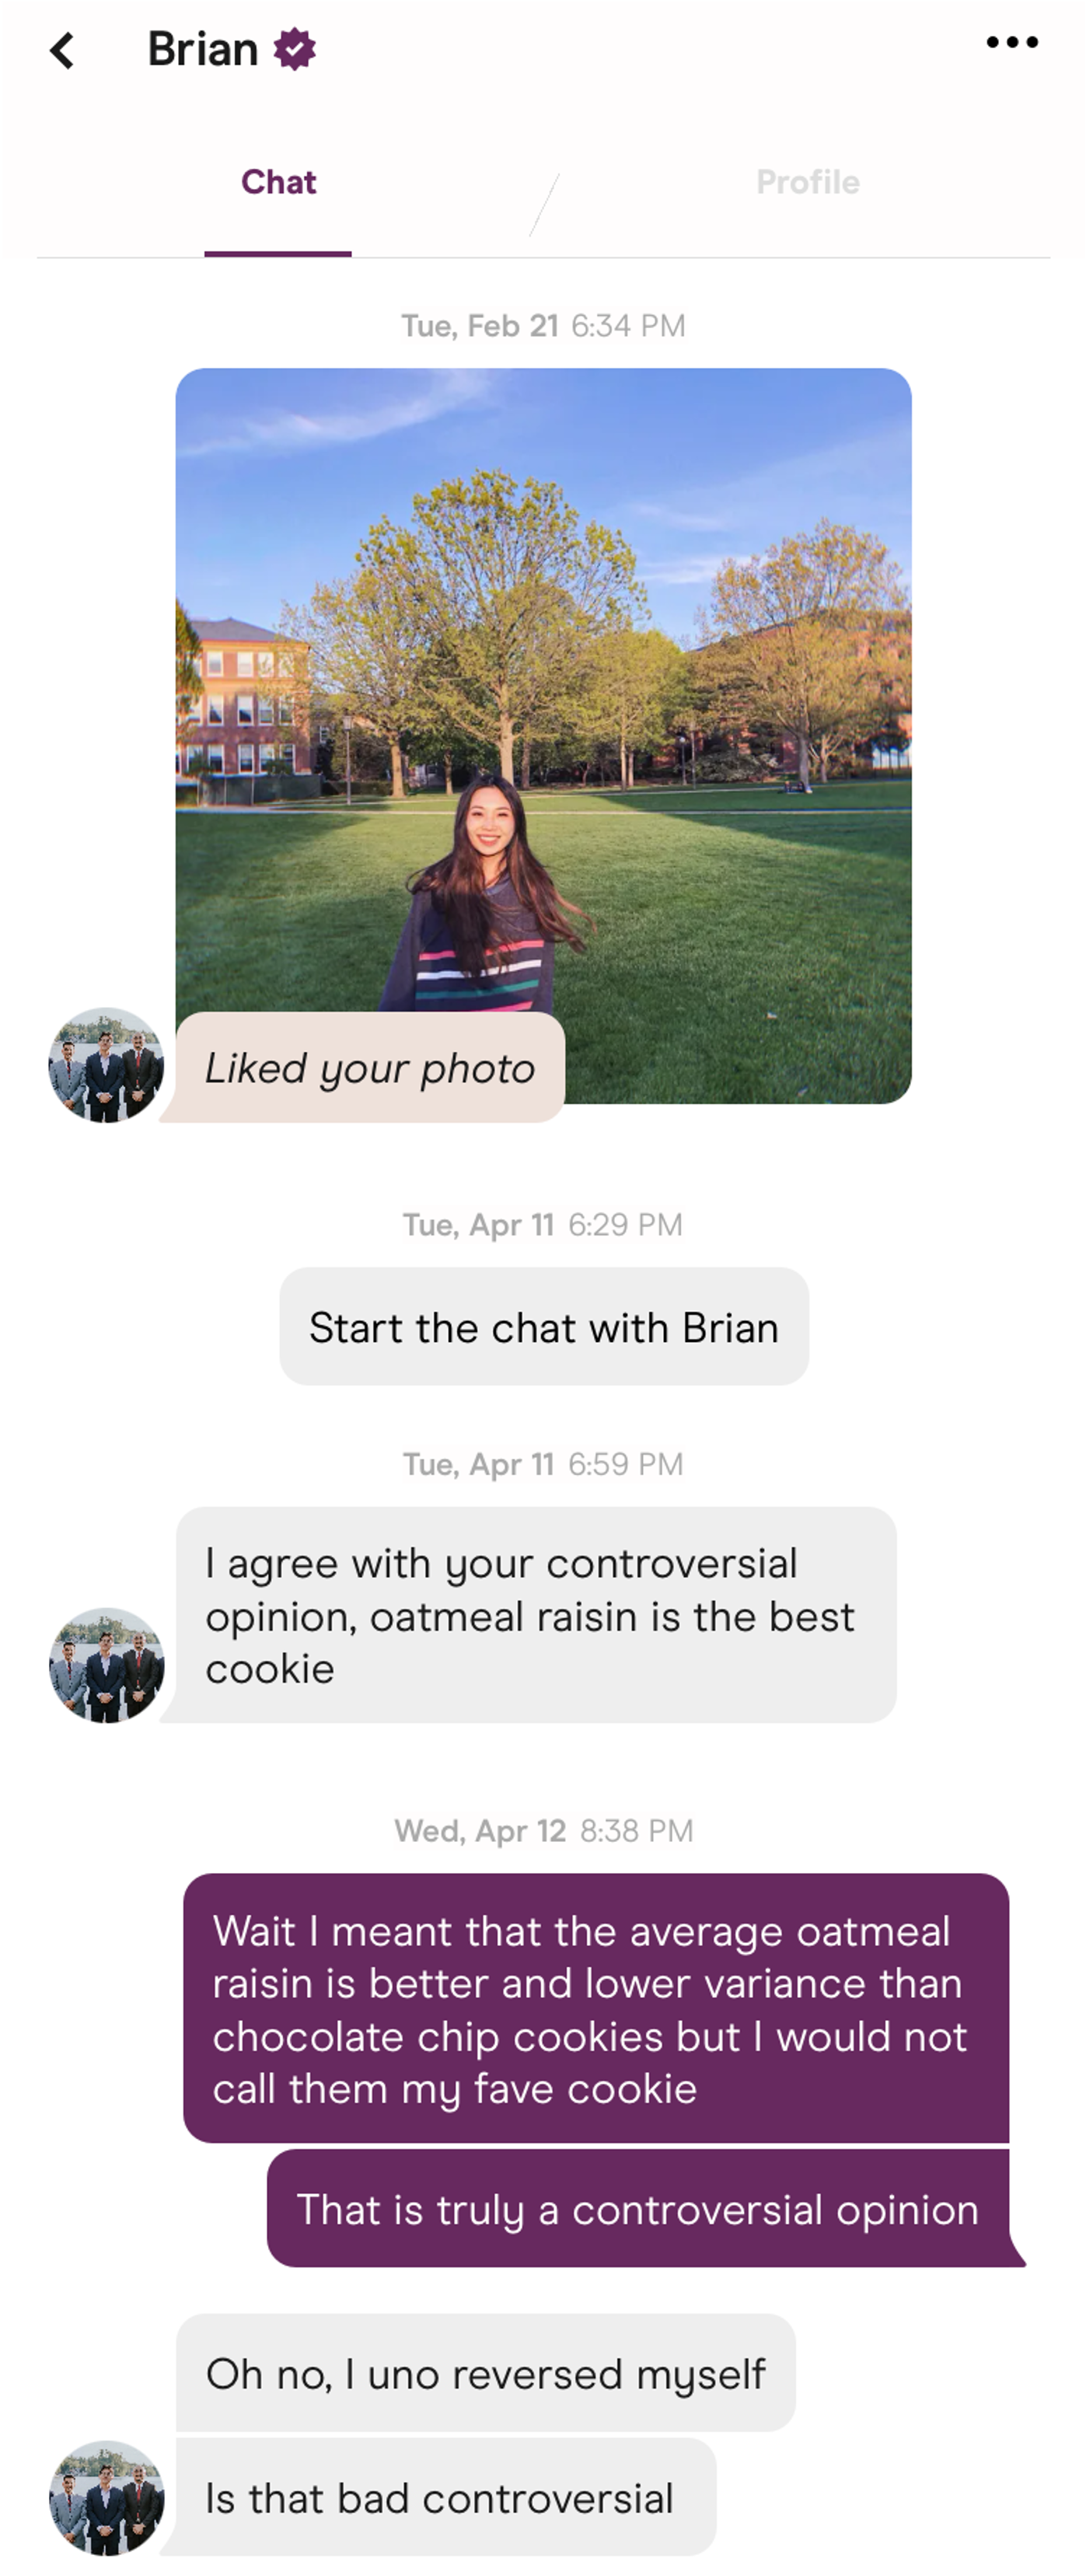 Brian
Chat
Profile
Tue, Feb 21 6:34 PM
Liked your photo
Tue, Apr 11 6:29 PM
Start the chat with Brian
Tue, Apr 11 6:59 PM
I agree with your controversial
opinion, oatmeal raisin is the best
cookie
Wed, Apr 12 8:38 PM
Wait I meant that the average oatmeal
raisin is better and lower variance than
chocolate chip cookies but I would not
call them my fave cookie
That is truly a controversial opinion
Oh no, I uno reversed myself
Is that bad controversial